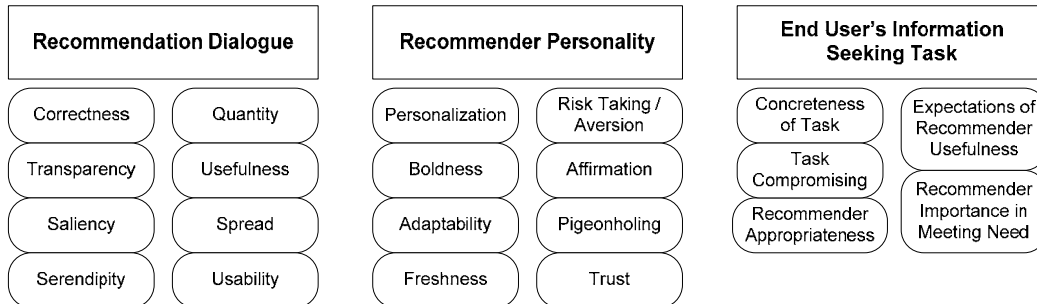 Recommendation Dialogue
Correctness
Quantity
Transparency
Usefulness
Saliency
Spread
Serendipity
Usability
Recommender Personality
Personalization
Risk Taking /
Aversion
Boldness
Affirmation
Adaptability
Pigeonholing
Freshness
Trust
End User's Information
Seeking Task
Concreteness
of Task
Expectations of
Recommender
Usefulness
Task
Compromising
Recommender
Appropriateness
Recommender
Importance in
Meeting Need